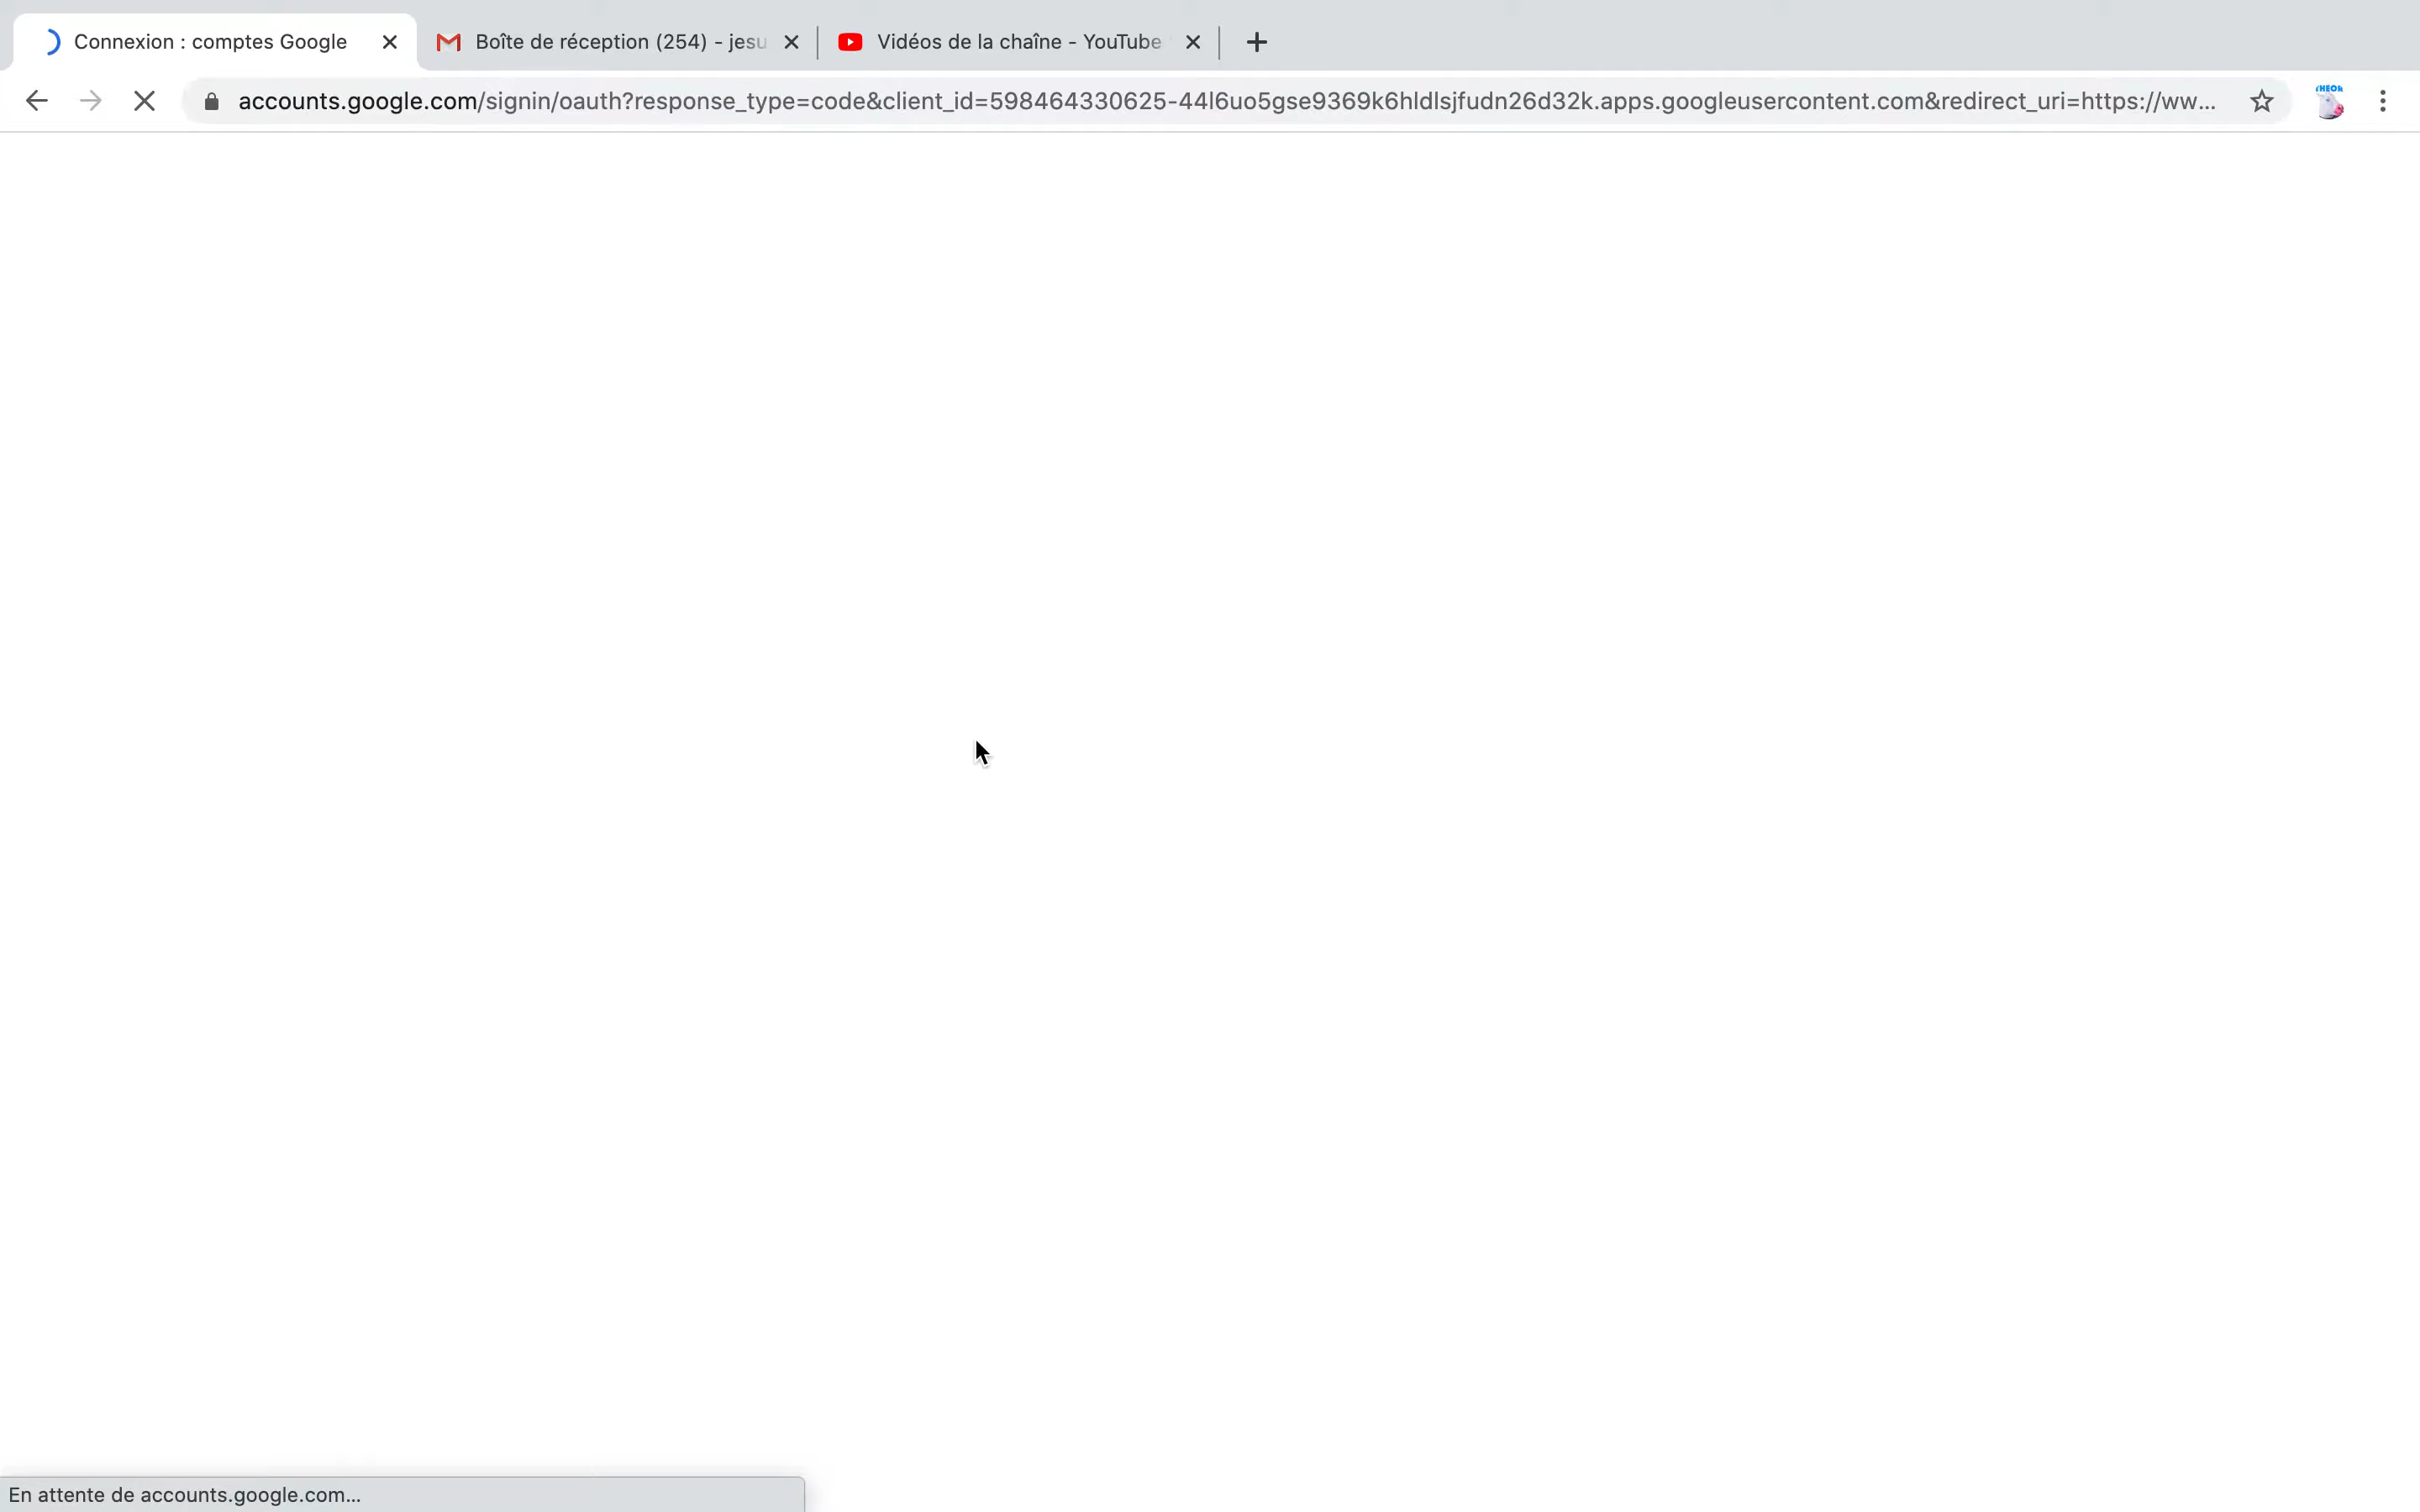 Connexion : comptes Google
Boîte de réception (254) - jesu
Vidéos de la chaîne - YouTube
accounts.google.com/signin/oauth?response_type=code&client_id=598464330625-44l6uo5gse9369k6hldlsjfudn26d32k.apps.googleusercontent.com&redirect_uri=https://ww...
En attente de accounts.google.com...